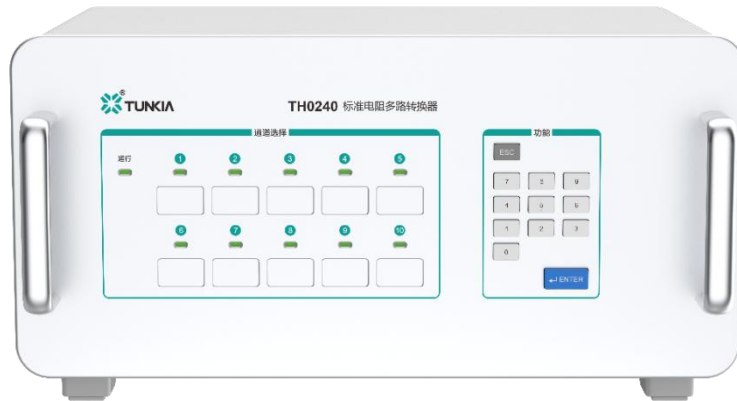 TUNKIA®
TH0240 标准电阻多路转换器
通道选择
功能
运行
1 2 3 4 5
6 7 8 9 10
ESC
7 8 9
4 5 6
1 2 3
0
↵ ENTER